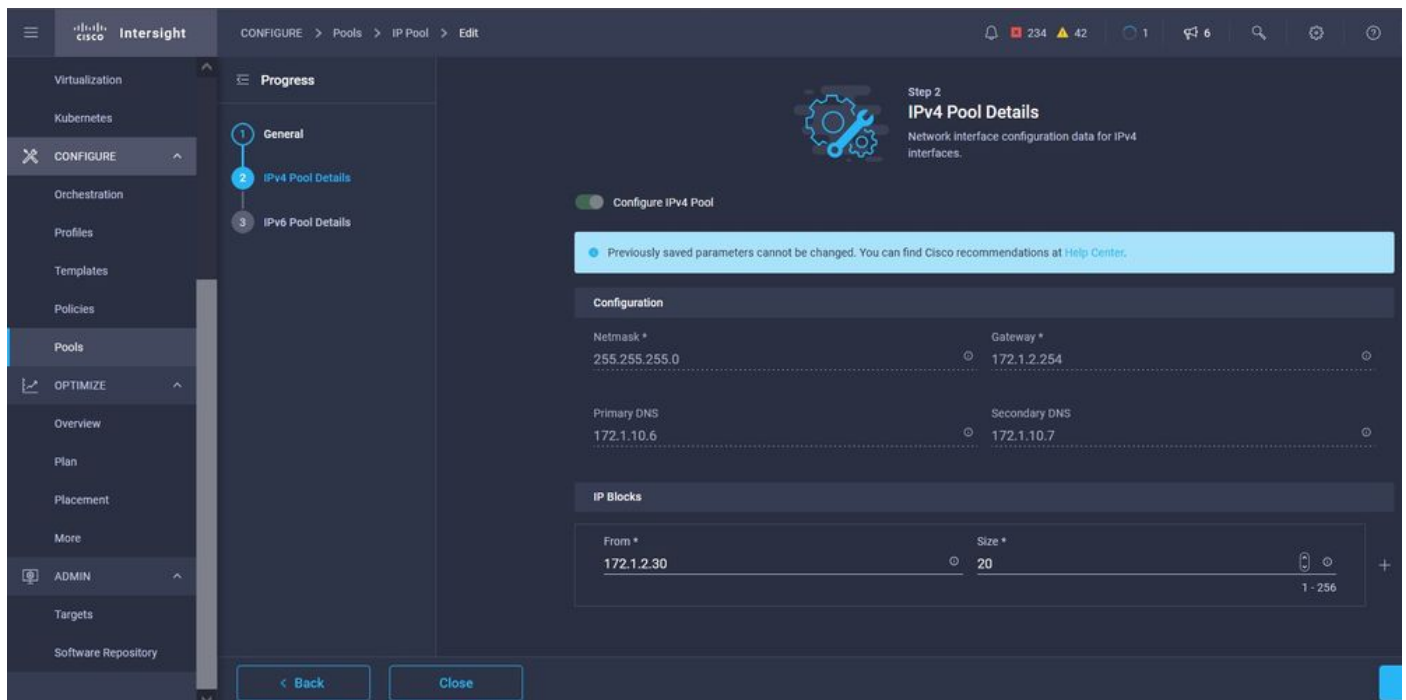 cisco Intersight
CONFIGURE > Pools > IP Pool > Edit
234 42 1 6
Virtualization
Kubernetes
CONFIGURE
Orchestration
Profiles
Templates
Policies
Pools
OPTIMIZE
Overview
Plan
Placement
More
ADMIN
Targets
Software Repository
Progress
1 General
2 IPv4 Pool Details
3 IPv6 Pool Details
Step 2
IPv4 Pool Details
Network interface configuration data for IPv4
interfaces.
Configure IPv4 Pool
Previously saved parameters cannot be changed. You can find Cisco recommendations at Help Center.
Configuration
Netmask * Gateway *
255.255.255.0 172.1.2.254
Primary DNS Secondary DNS
172.1.10.6 172.1.10.7
IP Blocks
From * Size *
172.1.2.30 20
1 - 256
< Back Close